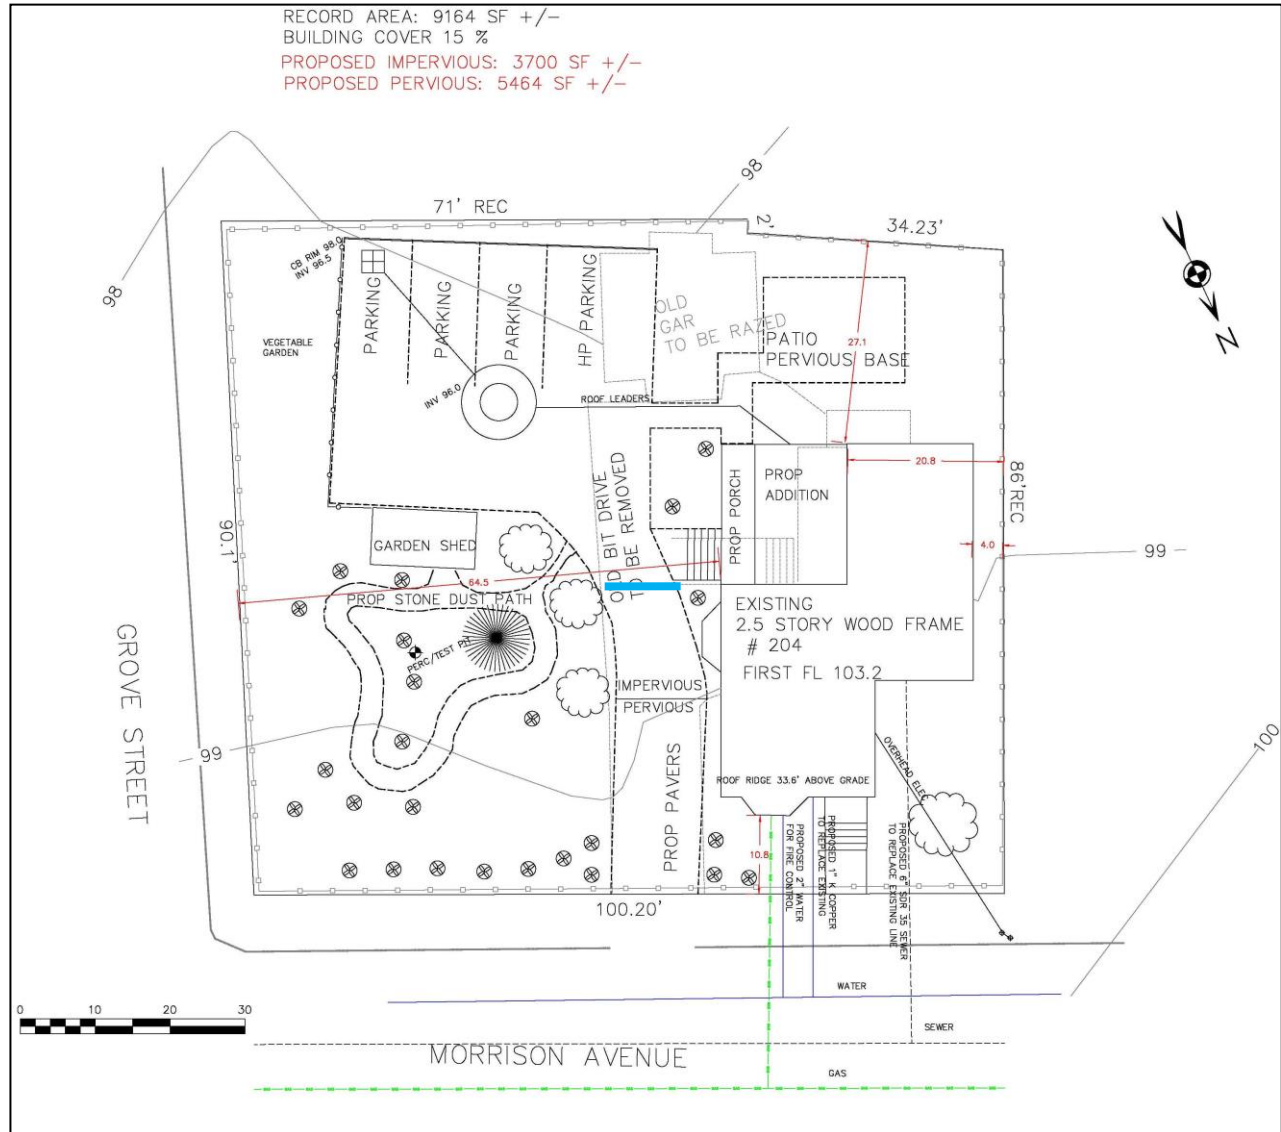 RECORD AREA: 9164 SF +/-
BUILDING COVER 15 %
PROPOSED IMPERVIOUS: 3700 SF +/-
PROPOSED PERVIOUS: 5464 SF +/-
98
71' REC
2'
34.23'
98
CB RIM 98.0
INV 96.5
VEGETABLE
GARDEN
PARKING
PARKING
PARKING
HP PARKING
OLD
GAR
TO BE RAZED
PATIO
PERVIOUS BASE
27.1
N
INV 96.0
ROOF LEADERS
OLD BIT DRIVE
TO BE REMOVED
PROP PORCH
PROP
ADDITION
20.8
86'REC
4.0
99
90.1'
GARDEN SHED
64.5
PROP STONE DUST PATH
PERC/TEST PIT
EXISTING
2.5 STORY WOOD FRAME
# 204
FIRST FL 103.2
IMPERVIOUS
PERVIOUS
GROVE STREET
99
PROP PAVERS
ROOF RIDGE 33.6' ABOVE GRADE
OVERHEAD ELEC
100
10.8
PROPOSED 2" WATER
FOR FIRE CONTROL
PROPOSED 1" K COPPER
TO REPLACE EXISTING
PROPOSED 6" SDR 35 SEWER
TO REPLACE EXISTING LINE
100.20'
0 10 20 30
WATER
SEWER
MORRISON AVENUE
GAS